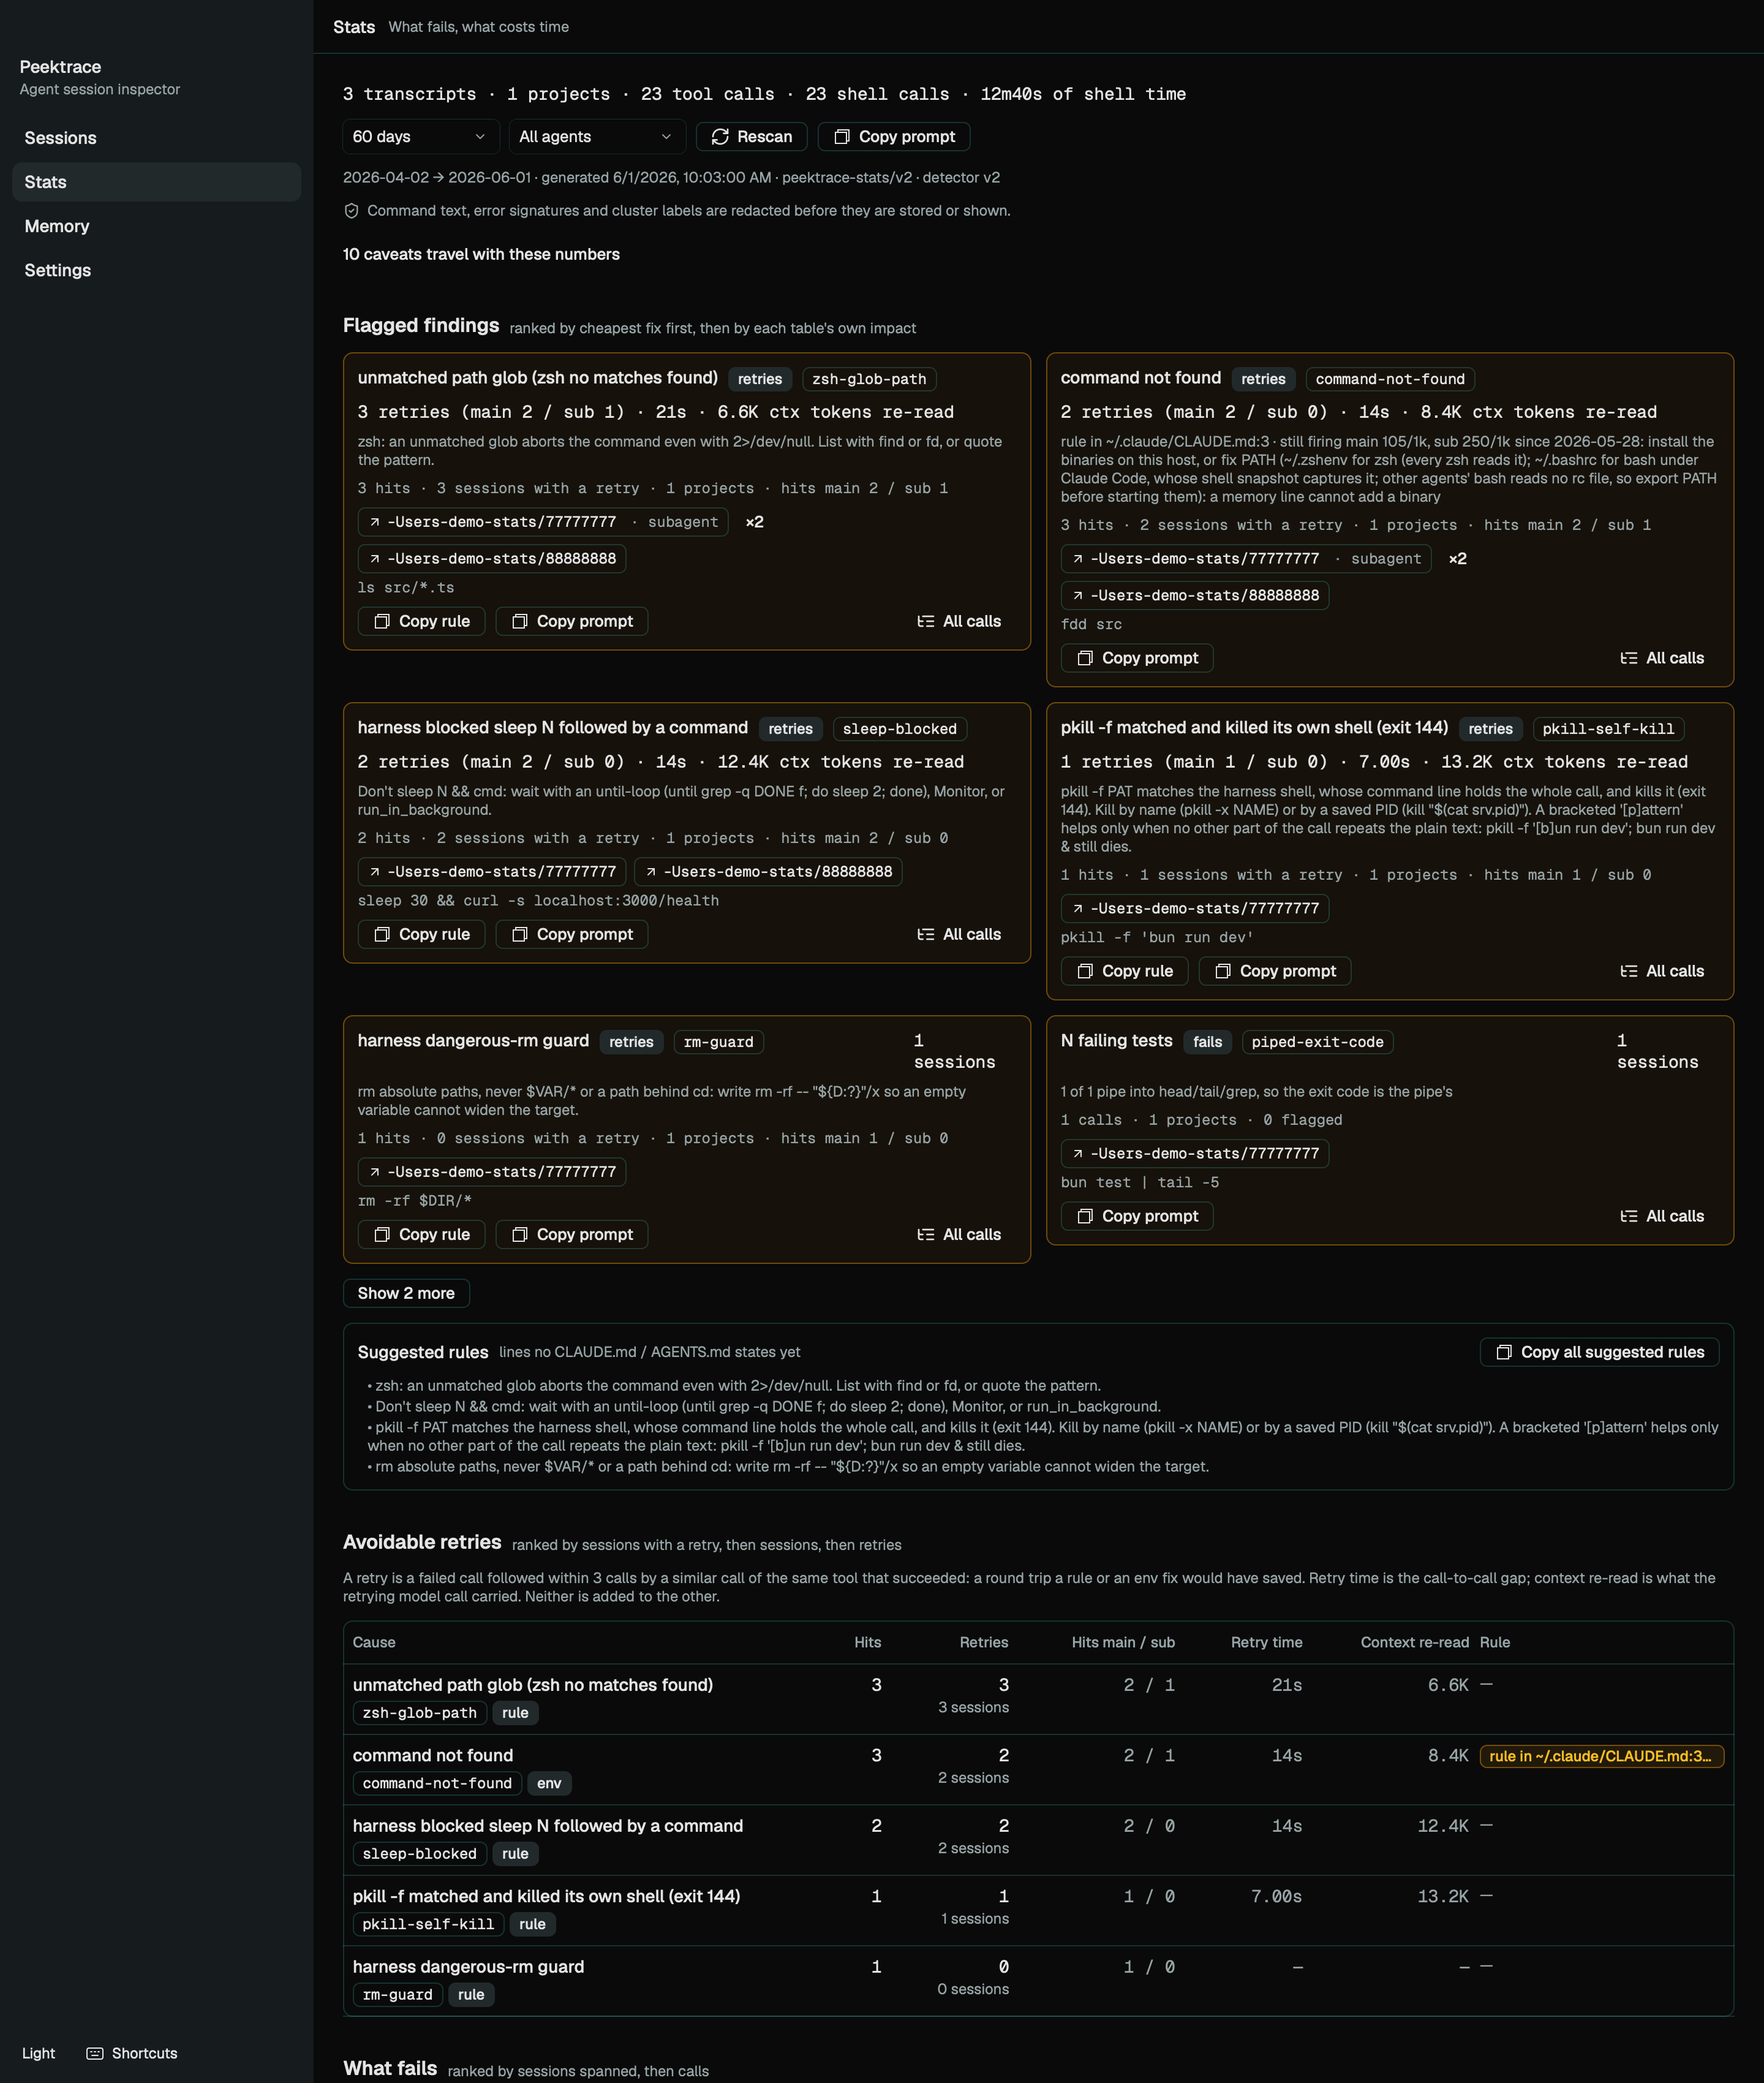 Peektrace
Agent session inspector
Sessions
Stats
Memory
Settings
Light
Shortcuts
Stats What fails, what costs time
3 transcripts · 1 projects · 23 tool calls · 23 shell calls · 12m40s of shell time
60 days
All agents
Rescan
Copy prompt
2026-04-02 → 2026-06-01 · generated 6/1/2026, 10:03:00 AM · peektrace-stats/v2 · detector v2
Command text, error signatures and cluster labels are redacted before they are stored or shown.
10 caveats travel with these numbers
Flagged findings ranked by cheapest fix first, then by each table's own impact
unmatched path glob (zsh no matches found) retries zsh-glob-path
3 retries (main 2 / sub 1) · 21s · 6.6K ctx tokens re-read
zsh: an unmatched glob aborts the command even with 2>/dev/null. List with find or fd, or quote
the pattern.
3 hits · 3 sessions with a retry · 1 projects · hits main 2 / sub 1
-Users-demo-stats/77777777 · subagent ×2
-Users-demo-stats/88888888
ls src/*.ts
Copy rule Copy prompt All calls
command not found retries command-not-found
2 retries (main 2 / sub 0) · 14s · 8.4K ctx tokens re-read
rule in ~/.claude/CLAUDE.md:3 · still firing main 105/1k, sub 250/1k since 2026-05-28: install the
binaries on this host, or fix PATH (~/.zshenv for zsh (every zsh reads it); ~/.bashrc for bash under
Claude Code, whose shell snapshot captures it; other agents' bash reads no rc file, so export PATH
before starting them): a memory line cannot add a binary
3 hits · 2 sessions with a retry · 1 projects · hits main 2 / sub 1
-Users-demo-stats/77777777 · subagent ×2
-Users-demo-stats/88888888
fdd src
Copy prompt All calls
harness blocked sleep N followed by a command retries sleep-blocked
2 retries (main 2 / sub 0) · 14s · 12.4K ctx tokens re-read
Don't sleep N && cmd: wait with an until-loop (until grep -q DONE f; do sleep 2; done), Monitor, or
run_in_background.
2 hits · 2 sessions with a retry · 1 projects · hits main 2 / sub 0
-Users-demo-stats/77777777 -Users-demo-stats/88888888
sleep 30 && curl -s localhost:3000/health
Copy rule Copy prompt All calls
pkill -f matched and killed its own shell (exit 144) retries pkill-self-kill
1 retries (main 1 / sub 0) · 7.00s · 13.2K ctx tokens re-read
pkill -f PAT matches the harness shell, whose command line holds the whole call, and kills it (exit
144). Kill by name (pkill -x NAME) or by a saved PID (kill "$(cat srv.pid)"). A bracketed '[p]attern'
helps only when no other part of the call repeats the plain text: pkill -f '[b]un run dev'; bun run dev
& still dies.
1 hits · 1 sessions with a retry · 1 projects · hits main 1 / sub 0
-Users-demo-stats/77777777
pkill -f 'bun run dev'
Copy rule Copy prompt All calls
harness dangerous-rm guard retries rm-guard 1
sessions
rm absolute paths, never $VAR/* or a path behind cd: write rm -rf -- "${D:?}"/x so an empty
variable cannot widen the target.
1 hits · 0 sessions with a retry · 1 projects · hits main 1 / sub 0
-Users-demo-stats/77777777
rm -rf $DIR/*
Copy rule Copy prompt All calls
N failing tests fails piped-exit-code 1
sessions
1 of 1 pipe into head/tail/grep, so the exit code is the pipe's
1 calls · 1 projects · 0 flagged
-Users-demo-stats/77777777
bun test | tail -5
Copy prompt All calls
Show 2 more
Suggested rules lines no CLAUDE.md / AGENTS.md states yet Copy all suggested rules
• zsh: an unmatched glob aborts the command even with 2>/dev/null. List with find or fd, or quote the pattern.
• Don't sleep N && cmd: wait with an until-loop (until grep -q DONE f; do sleep 2; done), Monitor, or run_in_background.
• pkill -f PAT matches the harness shell, whose command line holds the whole call, and kills it (exit 144). Kill by name (pkill -x NAME) or by a saved PID (kill "$(cat srv.pid)"). A bracketed '[p]attern' helps only
when no other part of the call repeats the plain text: pkill -f '[b]un run dev'; bun run dev & still dies.
• rm absolute paths, never $VAR/* or a path behind cd: write rm -rf -- "${D:?}"/x so an empty variable cannot widen the target.
Avoidable retries ranked by sessions with a retry, then sessions, then retries
A retry is a failed call followed within 3 calls by a similar call of the same tool that succeeded: a round trip a rule or an env fix would have saved. Retry time is the call-to-call gap; context re-read is what the
retrying model call carried. Neither is added to the other.
Cause Hits Retries Hits main / sub Retry time Context re-read Rule
unmatched path glob (zsh no matches found) 3 3 2 / 1 21s 6.6K —
zsh-glob-path rule 3 sessions
command not found 3 2 2 / 1 14s 8.4K rule in ~/.claude/CLAUDE.md:3...
command-not-found env 2 sessions
harness blocked sleep N followed by a command 2 2 2 / 0 14s 12.4K —
sleep-blocked rule 2 sessions
pkill -f matched and killed its own shell (exit 144) 1 1 1 / 0 7.00s 13.2K —
pkill-self-kill rule 1 sessions
harness dangerous-rm guard 1 0 1 / 0 — — —
rm-guard rule 0 sessions
What fails ranked by sessions spanned, then calls